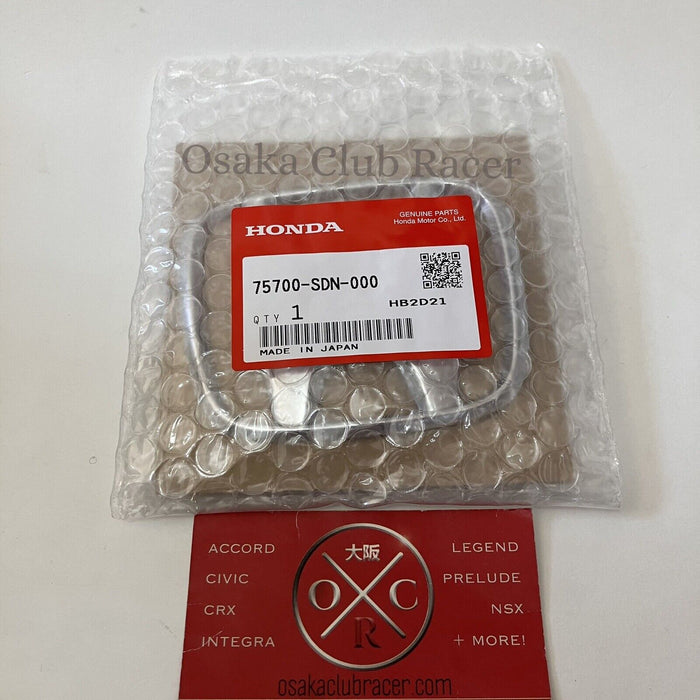 Osaka Club Racer
HONDA
GENUINE PARTS
Honda Motor Co., Ltd.
75700-SDN-000
HB2D21
QTY 1
MADE IN JAPAN
ACCORD
CIVIC
CRX
INTEGRA
大阪
O C
R
LEGEND
PRELUDE
NSX
+ MORE!
osakaclubracer.com